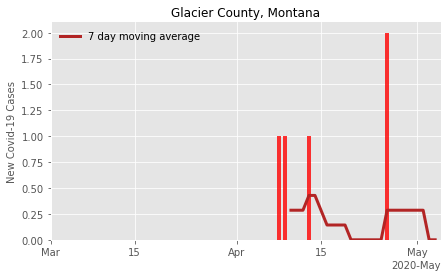 Glacier County, Montana
7 day moving average
New Covid-19 Cases
2.00
1.75
1.50
1.25
1.00
0.75
0.50
0.25
0.00
Mar 15 Apr 15 May
2020-May